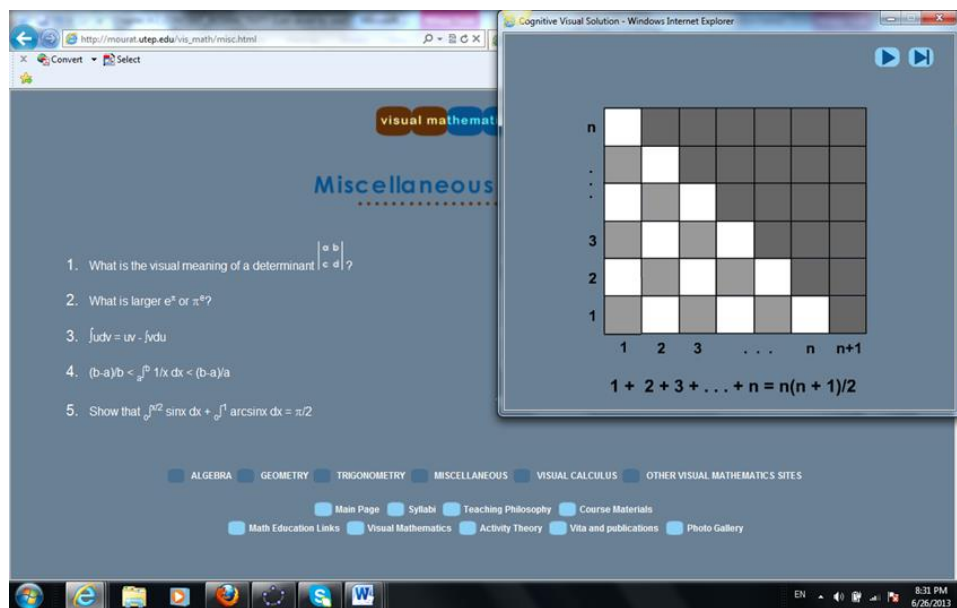 Cognitive Visual Solution - Windows Internet Explorer
http://mourat.utep.edu/vis_math/misc.html
x Convert Select
visual mathemat
Miscellaneous
1. What is the visual meaning of a determinant |a b c d| ?
2. What is larger eˣ or πᵉ?
3. ∫udv = uv - ∫vdu
4. (b-a)/b < ₐ∫ᵇ 1/x dx < (b-a)/a
5. Show that ₀∫π/2 sinx dx + ₀∫¹ arcsinx dx = π/2
n
.
.
.
3
2
1
1 2 3 . . . n n+1
1 + 2 + 3 + . . . + n = n(n + 1)/2
ALGEBRA GEOMETRY TRIGONOMETRY MISCELLANEOUS VISUAL CALCULUS OTHER VISUAL MATHEMATICS SITES
Main Page Syllabi Teaching Philosophy Course Materials
Math Education Links Visual Mathematics Activity Theory Vita and publications Photo Gallery
EN 8:31 PM
6/26/2013